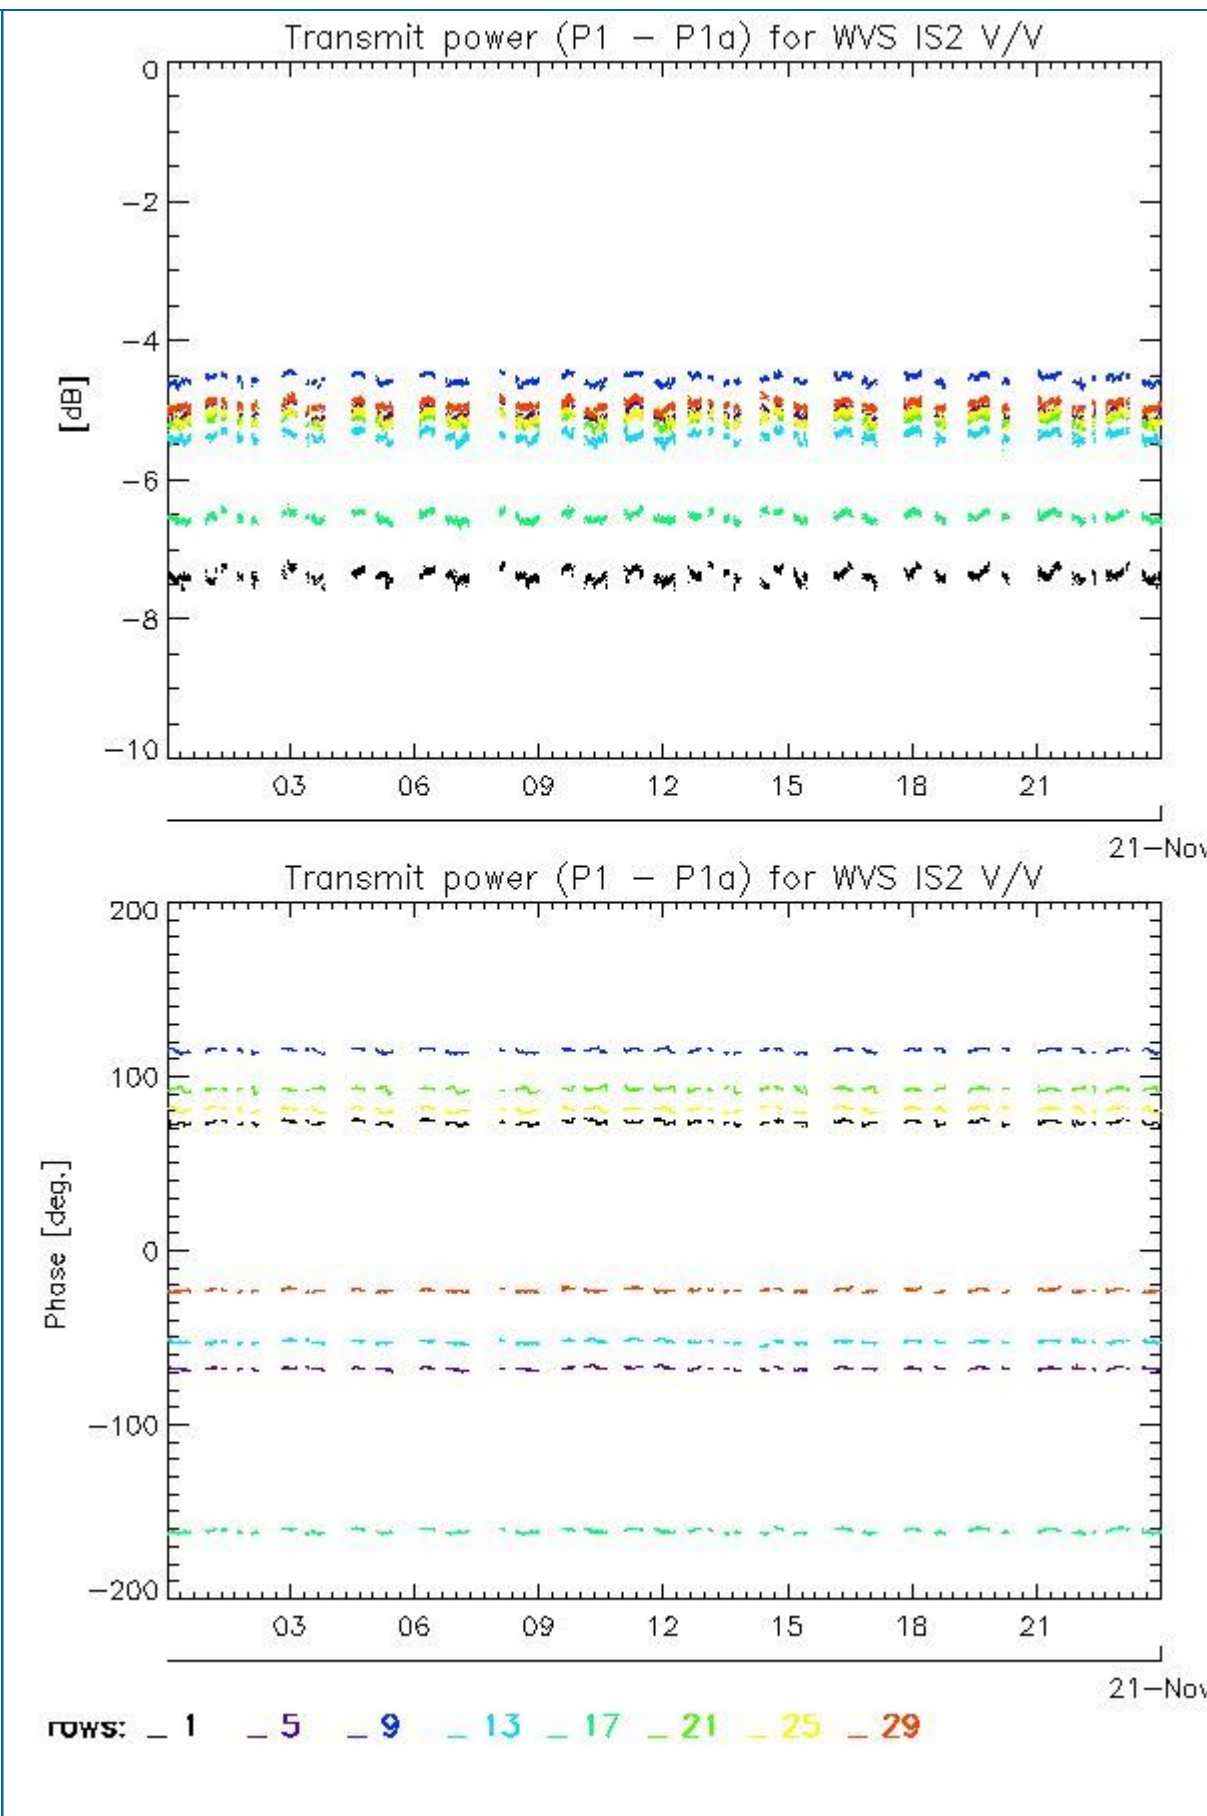 Transmit power (P1 − P1a) for WVS IS2 V/V
0
−2
−4
[dB]
−6
−8
−10
03 06 09 12 15 18 21
21−Nov
Transmit power (P1 − P1a) for WVS IS2 V/V
200
100
Phase [deg.]
0
−100
−200
03 06 09 12 15 18 21
21−Nov
rows: _ 1 _ 5 _ 9 _ 13 _ 17 _ 21 _ 25 _ 29